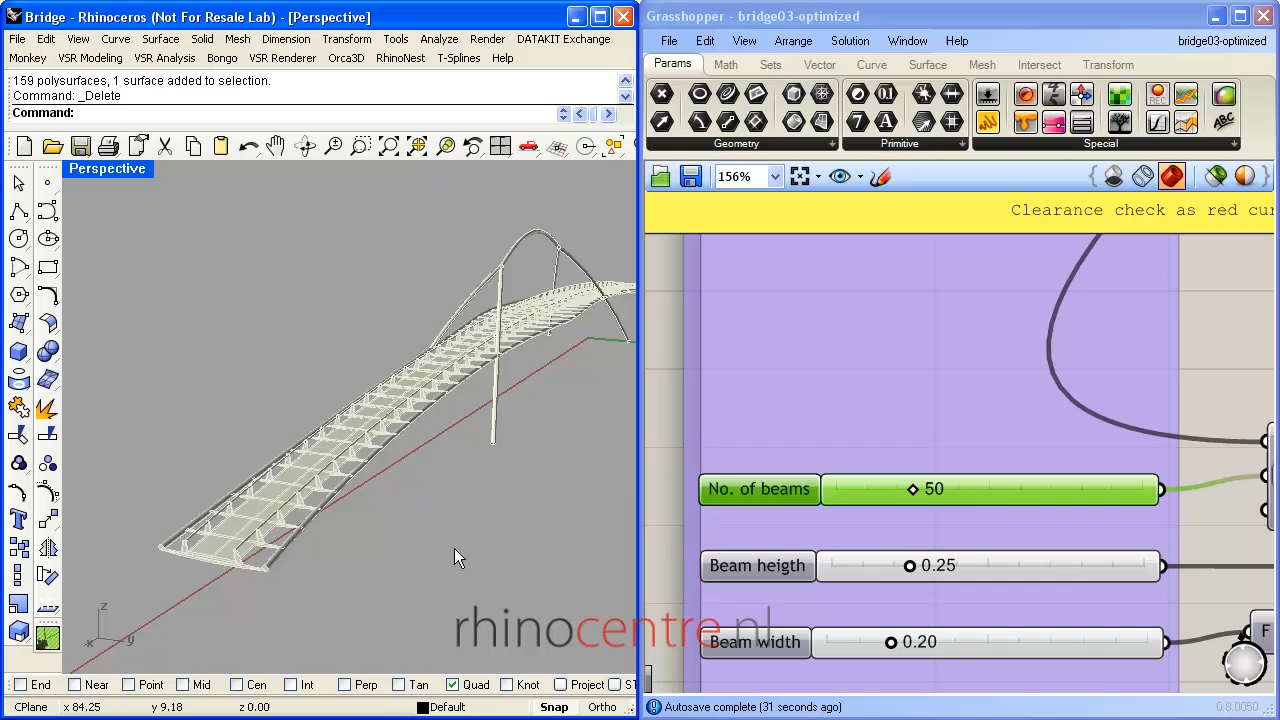 Bridge - Rhinoceros (Not For Resale Lab) - [Perspective]
File Edit View Curve Surface Solid Mesh Dimension Transform Tools Analyze Render DATAKIT Exchange
Monkey VSR Modeling VSR Analysis Bongo VSR Renderer Orca3D RhinoNest T-Splines Help
159 polysurfaces, 1 surface added to selection.
Command: _Delete
Command:
Perspective
z
x y
End Near Point Mid Cen Int Perp Tan Quad Knot Project ST
CPlane x 84.25 y 9.18 z 0.00 Default Snap Ortho
Grasshopper - bridge03-optimized
File Edit View Arrange Solution Window Help bridge03-optimized
Params Math Sets Vector Curve Surface Mesh Intersect Transform
Geometry Primitive Special
156%
Clearance check as red cur
No. of beams 50
Beam heigth 0.25
Beam width 0.20
F
rhinocentre.nl
Autosave complete (31 seconds ago) 0.8.0050